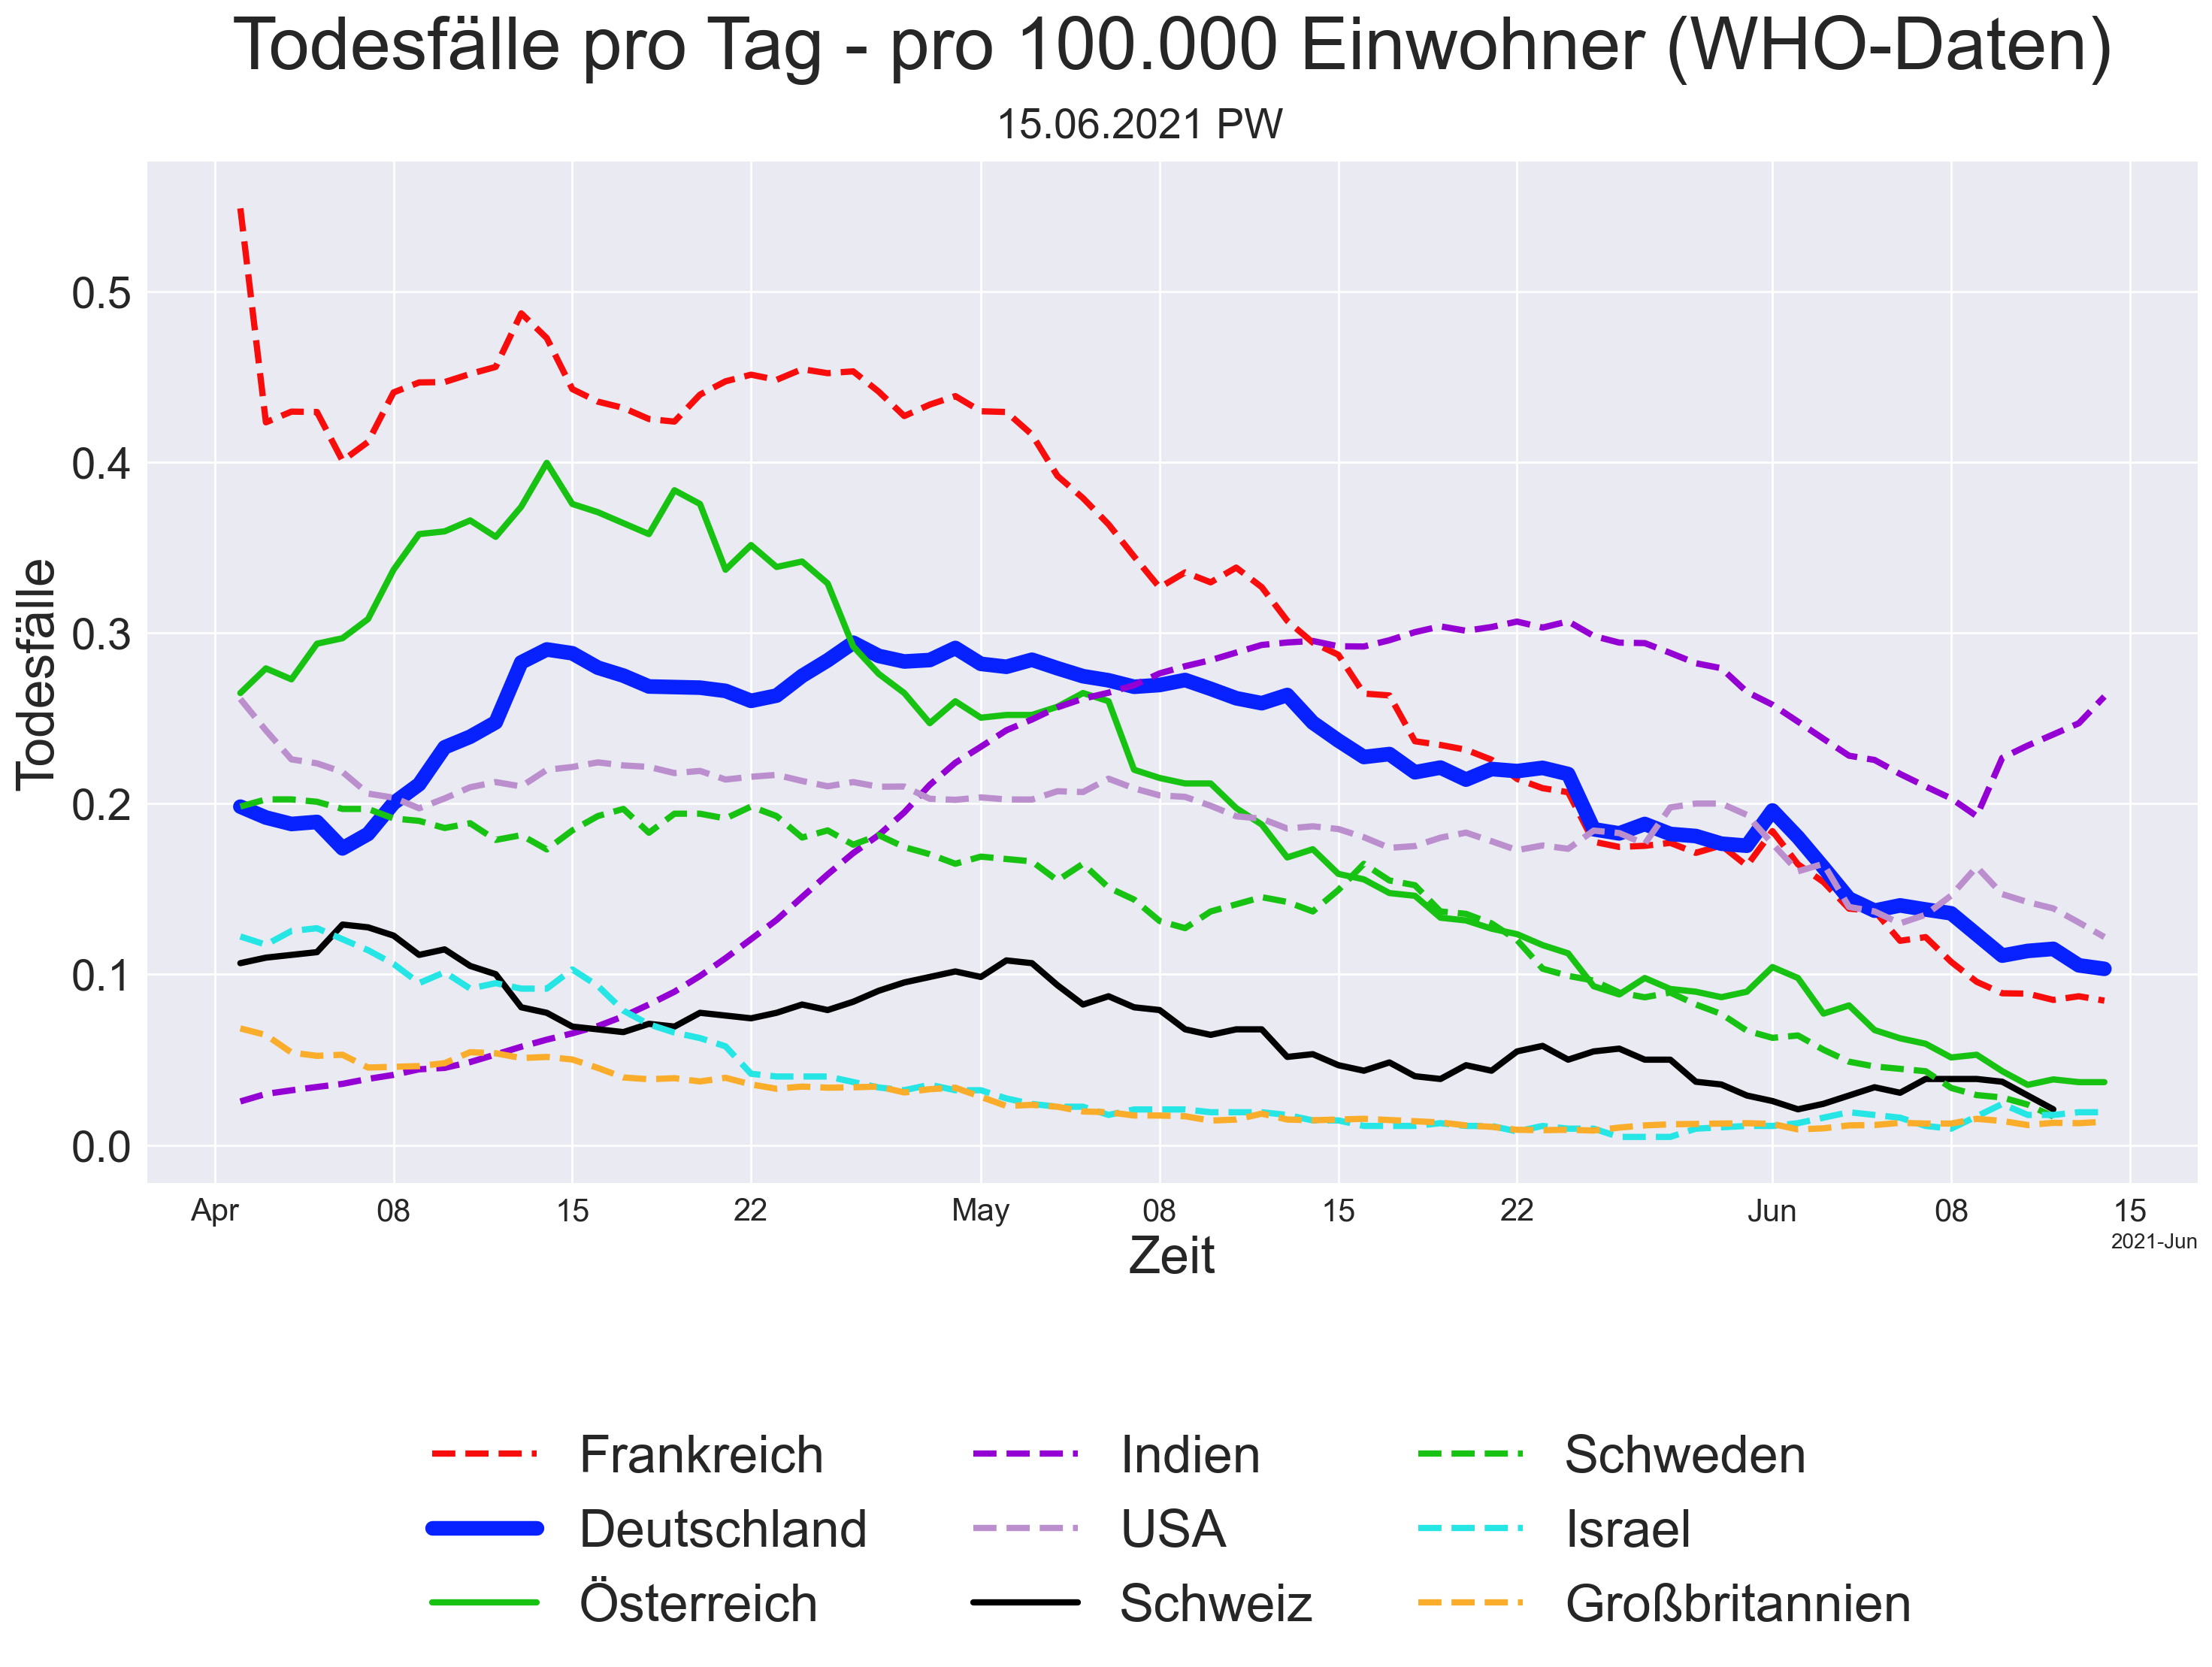 Todesfälle pro Tag - pro 100.000 Einwohner (WHO-Daten)
15.06.2021 PW
Todesfälle
0.5
0.4
0.3
0.2
0.1
0.0
Apr 08 15 22 May 08 15 22 Jun 08 15
2021-Jun
Zeit
Frankreich Indien Schweden
Deutschland USA Israel
Österreich Schweiz Großbritannien